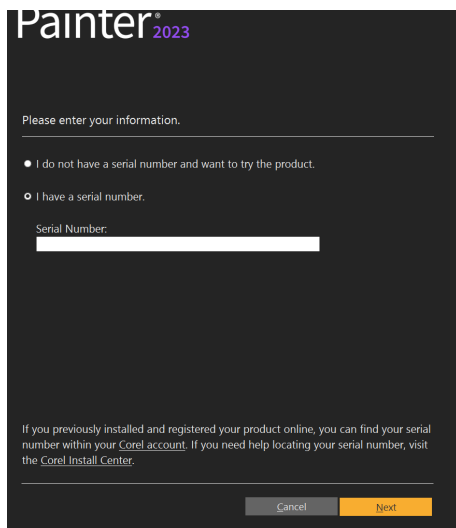 Painter® 2023
Please enter your information.
I do not have a serial number and want to try the product.
I have a serial number.
Serial Number:
If you previously installed and registered your product online, you can find your serial
number within your Corel account. If you need help locating your serial number, visit
the Corel Install Center.
Cancel Next